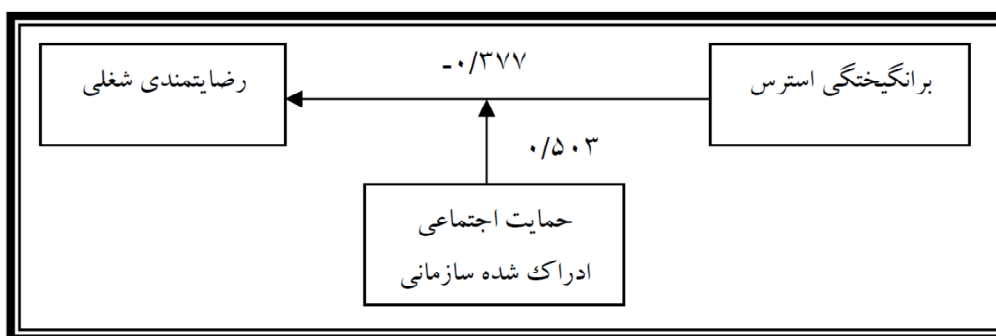 برانگیختگی استرس
-۰/۳۷۷
رضایتمندی شغلی
۰/۵۰۳
حمایت اجتماعی
ادراک شده سازمانی